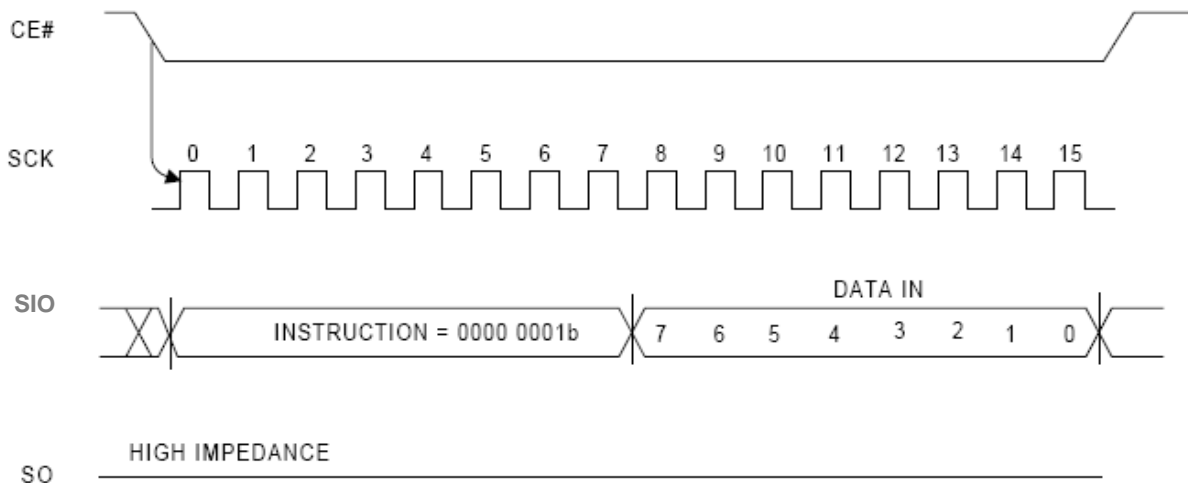 CE#
SCK
0 1 2 3 4 5 6 7 8 9 10 11 12 13 14 15
DATA IN
SIO
INSTRUCTION = 0000 0001b 7 6 5 4 3 2 1 0
HIGH IMPEDANCE
SO